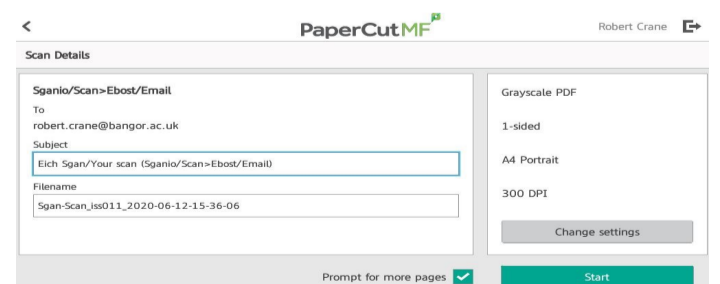 PaperCut MF
Robert Crane
Scan Details
Sganio/Scan>Ebost/Email
To
robert.crane@bangor.ac.uk
Subject
Eich Sgan/Your scan (Sganio/Scan>Ebost/Email)
Filename
Sgan-Scan_iss011_2020-06-12-15-36-06
Grayscale PDF
1-sided
A4 Portrait
300 DPI
Change settings
Prompt for more pages
Start